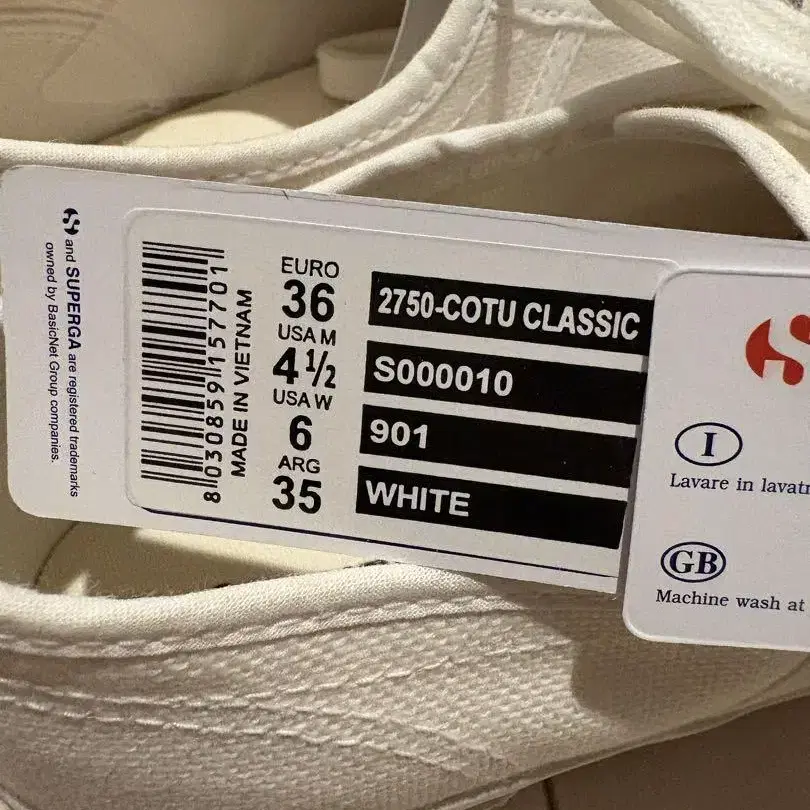 and SUPERGA are registered trademarks
owned by BasicNet Group companies.
8 030859 157701
MADE IN VIETNAM
EURO
36
USA M
4 ½
USA W
6
ARG
35
2750-COTU CLASSIC
S000010
901
WHITE
I
Lavare in
GB
Machine wash at